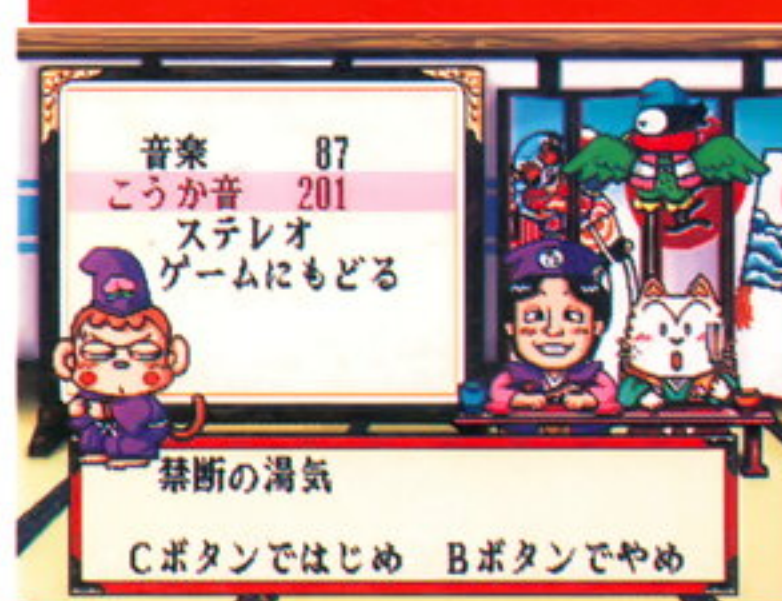 音楽 87
こうか音 201
ステレオ
ゲームにもどる
禁断の湯気
Cボタンではじめ Bボタンでやめ